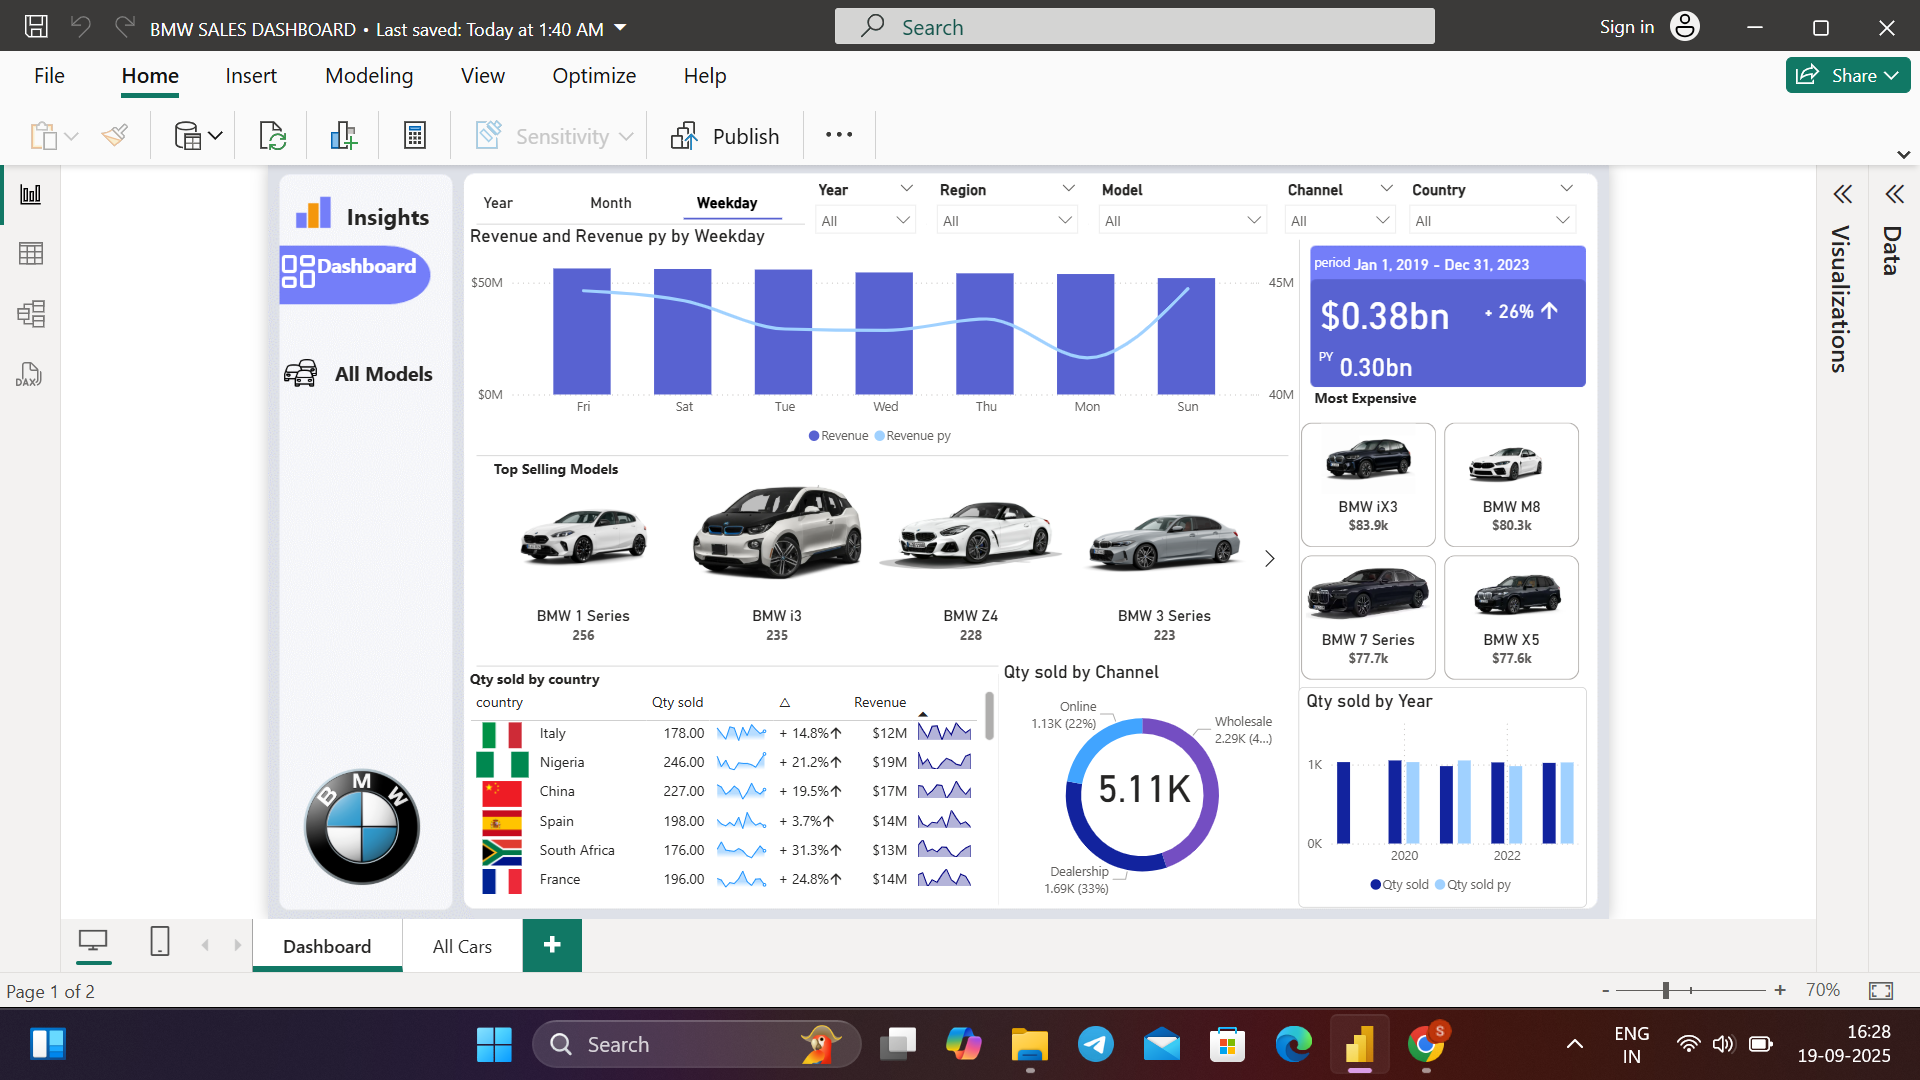 BMW SALES DASHBOARD • Last saved: Today at 1:40 AM
Search
Sign in
File Home Insert Modeling View Optimize Help
Share
Sensitivity
Publish
Insights
Dashboard
All Models
BMW
Year Month Weekday
Year Region Model Channel Country
All All All All All
Revenue and Revenue py by Weekday
$50M
$0M
45M
40M
Fri Sat Tue Wed Thu Mon Sun
Revenue Revenue py
period Jan 1, 2019 - Dec 31, 2023
$0.38bn + 26%
PY 0.30bn
Most Expensive
BMW iX3
$83.9k
BMW M8
$80.3k
BMW 7 Series
$77.7k
BMW X5
$77.6k
Top Selling Models
BMW 1 Series
256
BMW i3
235
BMW Z4
228
BMW 3 Series
223
Qty sold by country
country Qty sold △ Revenue
Italy 178.00 + 14.8%↑ $12M
Nigeria 246.00 + 21.2%↑ $19M
China 227.00 + 19.5%↑ $17M
Spain 198.00 + 3.7%↑ $14M
South Africa 176.00 + 31.3%↑ $13M
France 196.00 + 24.8%↑ $14M
Qty sold by Channel
Online
1.13K (22%)
Wholesale
2.29K (4...)
5.11K
Dealership
1.69K (33%)
Qty sold by Year
1K
0K
2020 2022
Qty sold Qty sold py
Visualizations
Data
DAX
Dashboard All Cars
Page 1 of 2
- + 70%
Search
S
ENG
IN
16:28
19-09-2025